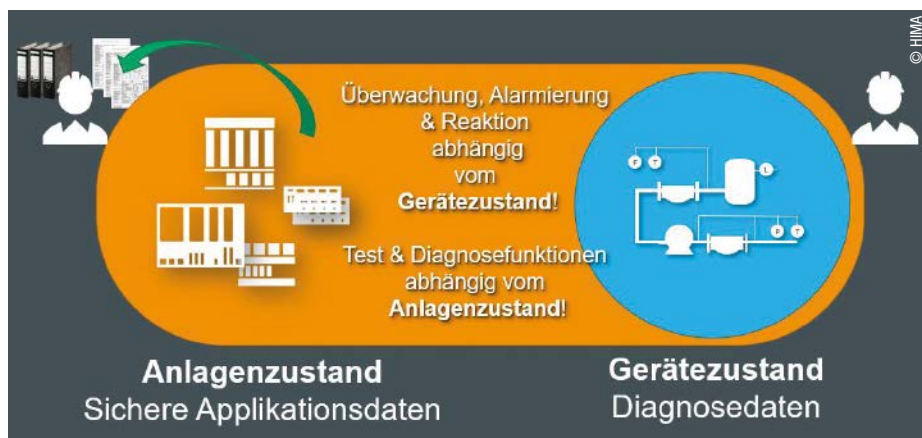 © HIMA
Überwachung, Alarmierung
& Reaktion
abhängig
vom
Gerätezustand!
Test & Diagnosefunktionen
abhängig vom
Anlagenzustand!
F T
L
F T
Anlagenzustand
Sichere Applikationsdaten
Gerätezustand
Diagnosedaten